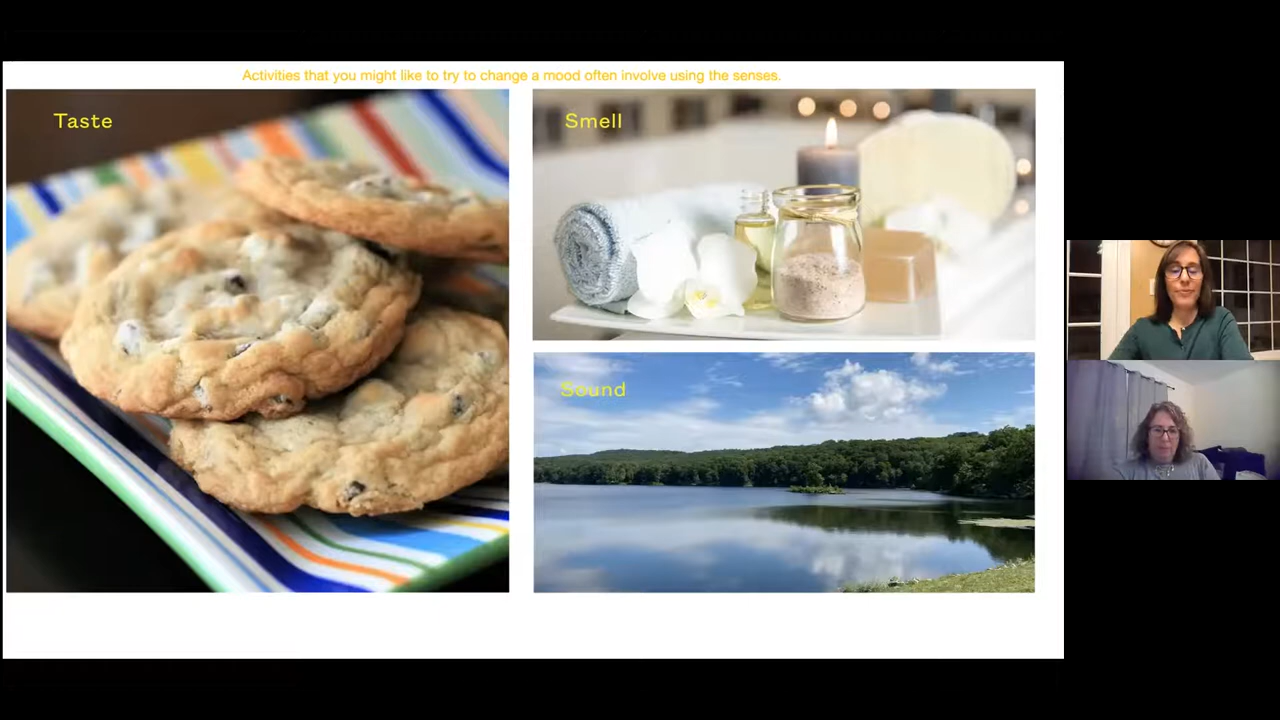 Activities that you might like to try to change a mood often involve using the senses.
Taste
Smell
Sound